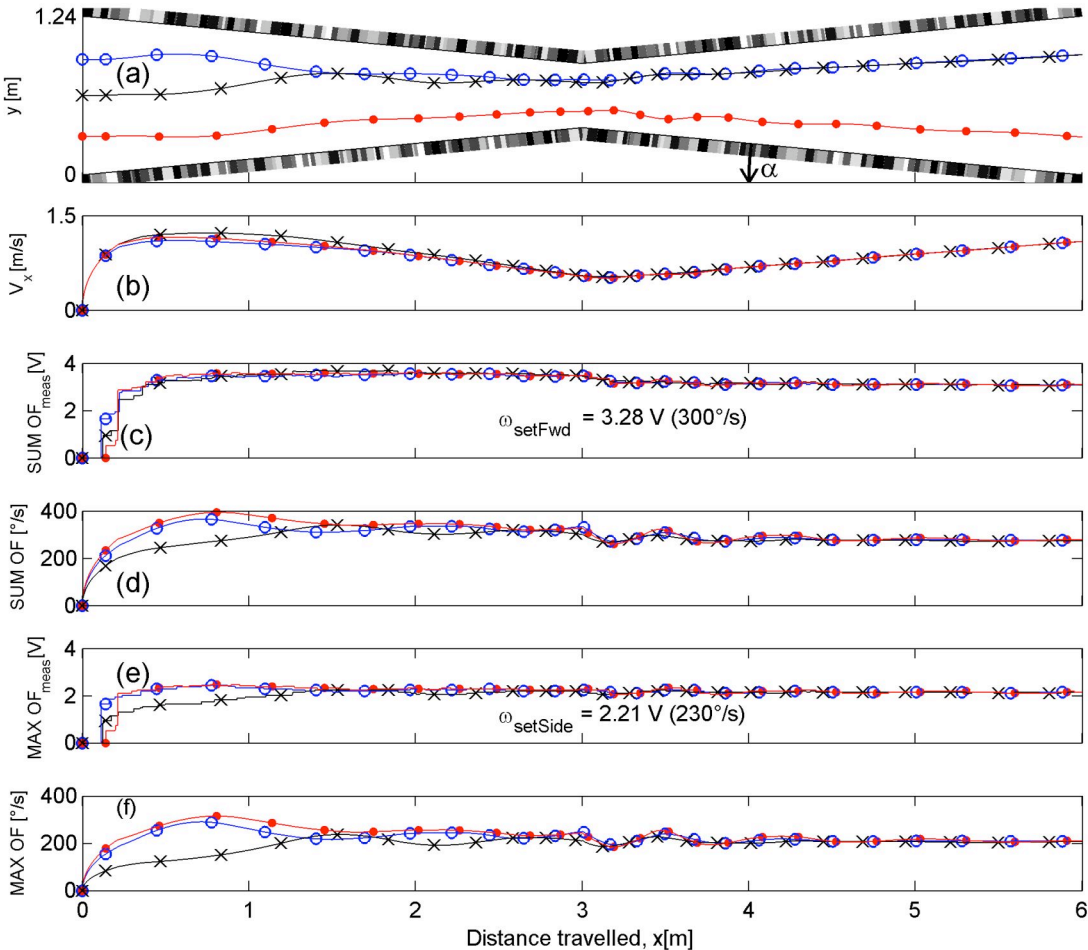 1.24
(a)
y [m]
0
α
1.5
V_x [m/s]
(b)
0
4
SUM OF_meas [V]
2
(c)
ω_setFwd = 3.28 V (300°/s)
0
400
SUM OF [°/s]
200
(d)
0
4
(e)
MAX OF_meas [V]
2
ω_setSide = 2.21 V (230°/s)
0
400
(f)
MAX OF [°/s]
200
0
0 1 2 3 4 5 6
Distance travelled, x[m]